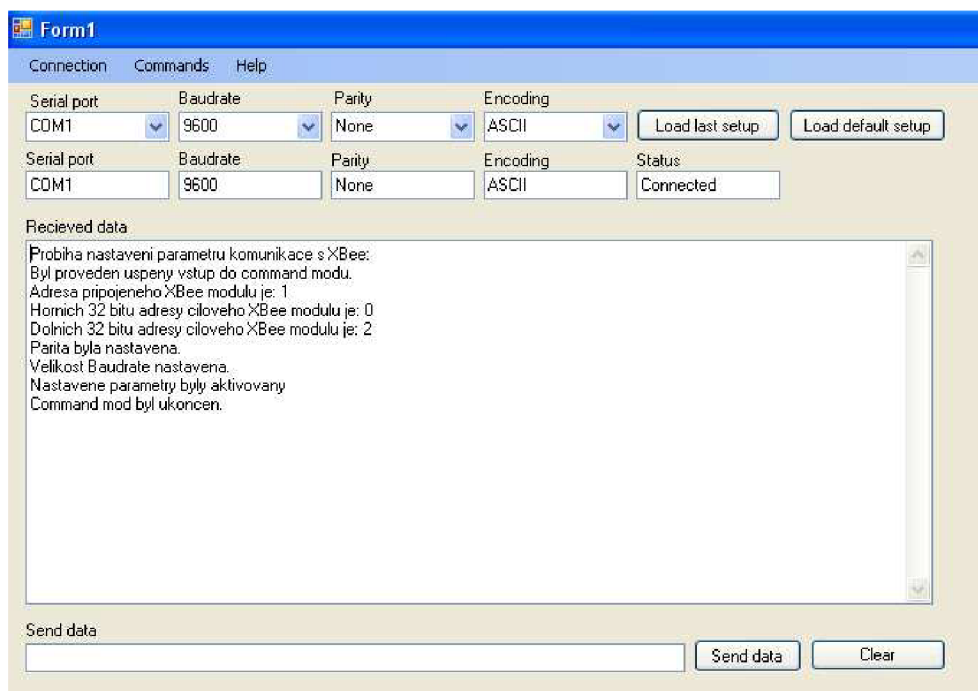 Form1
Connection Commands Help
Serial port Baudrate Parity Encoding
COM1 9600 None ASCII Load last setup Load default setup
Serial port Baudrate Parity Encoding Status
COM1 9600 None ASCII Connected
Recieved data
Probiha nastaveni parametru komunikace s XBee:
Byl proveden uspeny vstup do command modu.
Adresa pripojeneho XBee modulu je: 1
Hornich 32 bitu adresy ciloveho XBee modulu je: 0
Dolnich 32 bitu adresy ciloveho XBee modulu je: 2
Parita byla nastavena.
Velikost Baudrate nastavena.
Nastavene parametry byly aktivovany
Command mod byl ukoncen.
Send data
Send data Clear